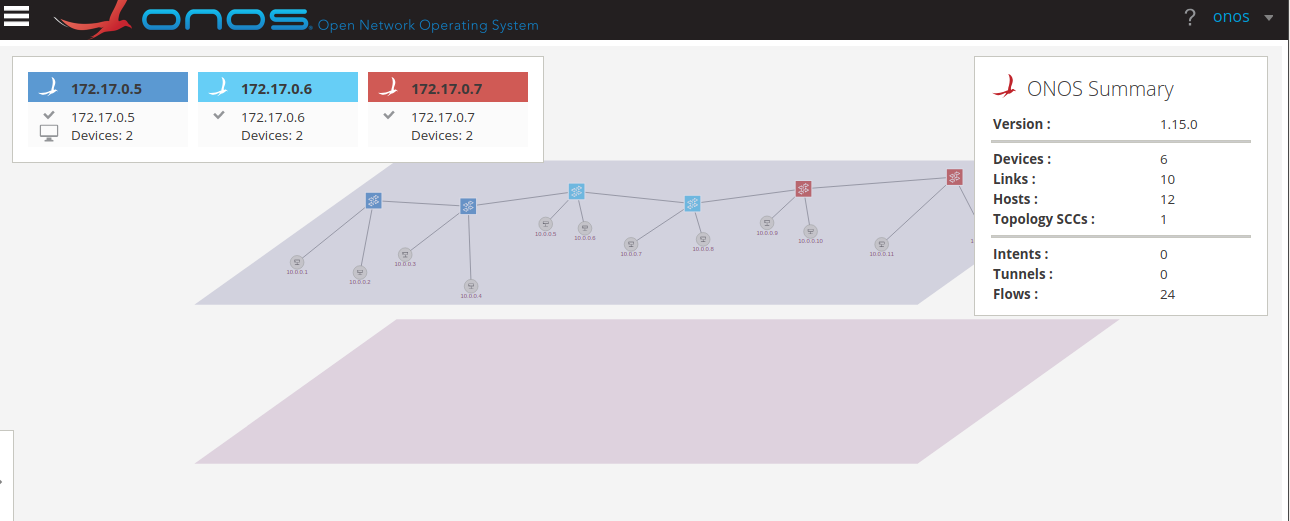 onos Open Network Operating System
? onos
172.17.0.5
172.17.0.5
Devices: 2
172.17.0.6
172.17.0.6
Devices: 2
172.17.0.7
172.17.0.7
Devices: 2
ONOS Summary
Version : 1.15.0
Devices : 6
Links : 10
Hosts : 12
Topology SCCs : 1
Intents : 0
Tunnels : 0
Flows : 24
10.0.0.1
10.0.0.2
10.0.0.3
10.0.0.4
10.0.0.5
10.0.0.6
10.0.0.7
10.0.0.8
10.0.0.9
10.0.0.10
10.0.0.11